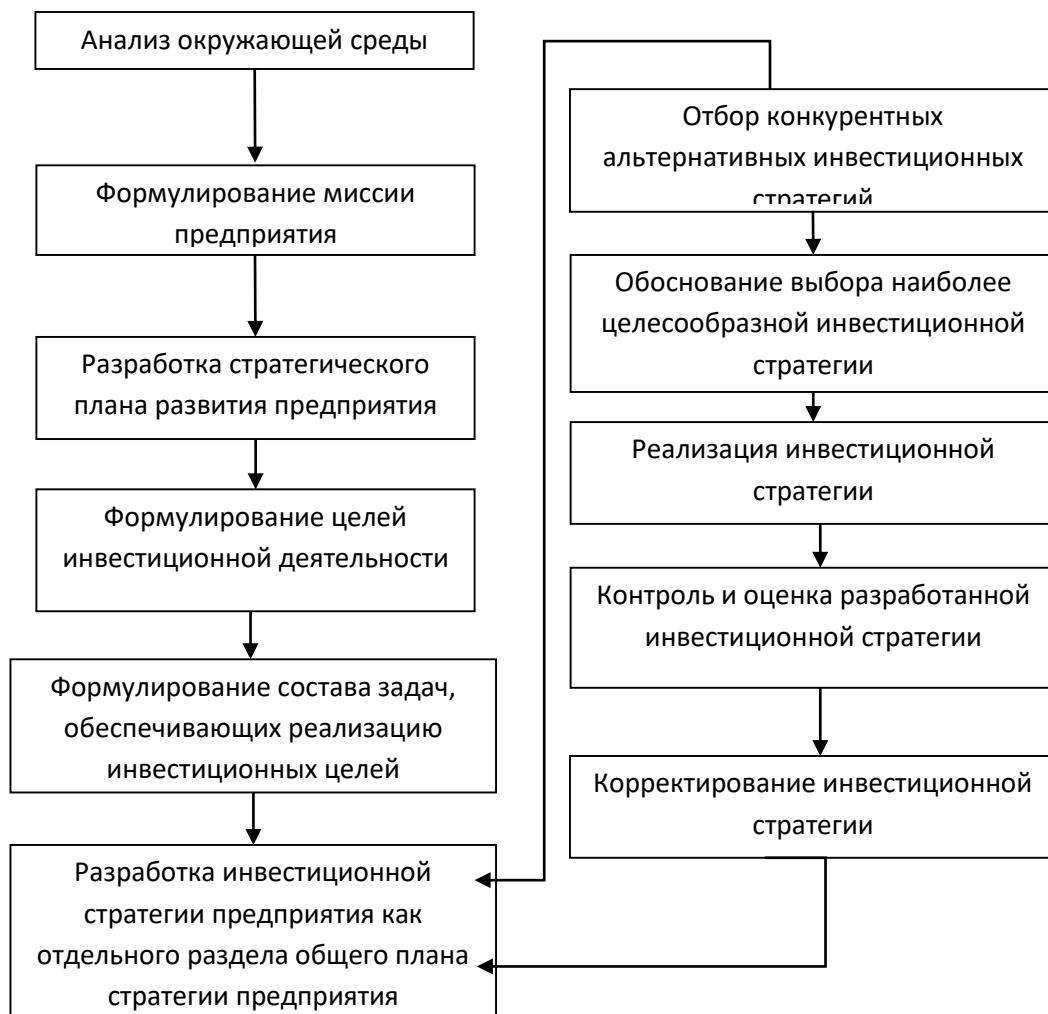 Анализ окружающей среды
Формулирование миссии
предприятия
Разработка стратегического
плана развития предприятия
Формулирование целей
инвестиционной деятельности
Формулирование состава задач,
обеспечивающих реализацию
инвестиционных целей
Разработка инвестиционной
стратегии предприятия как
отдельного раздела общего плана
стратегии предприятия
Отбор конкурентных
альтернативных инвестиционных
стратегий
Обоснование выбора наиболее
целесообразной инвестиционной
стратегии
Реализация инвестиционной
стратегии
Контроль и оценка разработанной
инвестиционной стратегии
Корректирование инвестиционной
стратегии